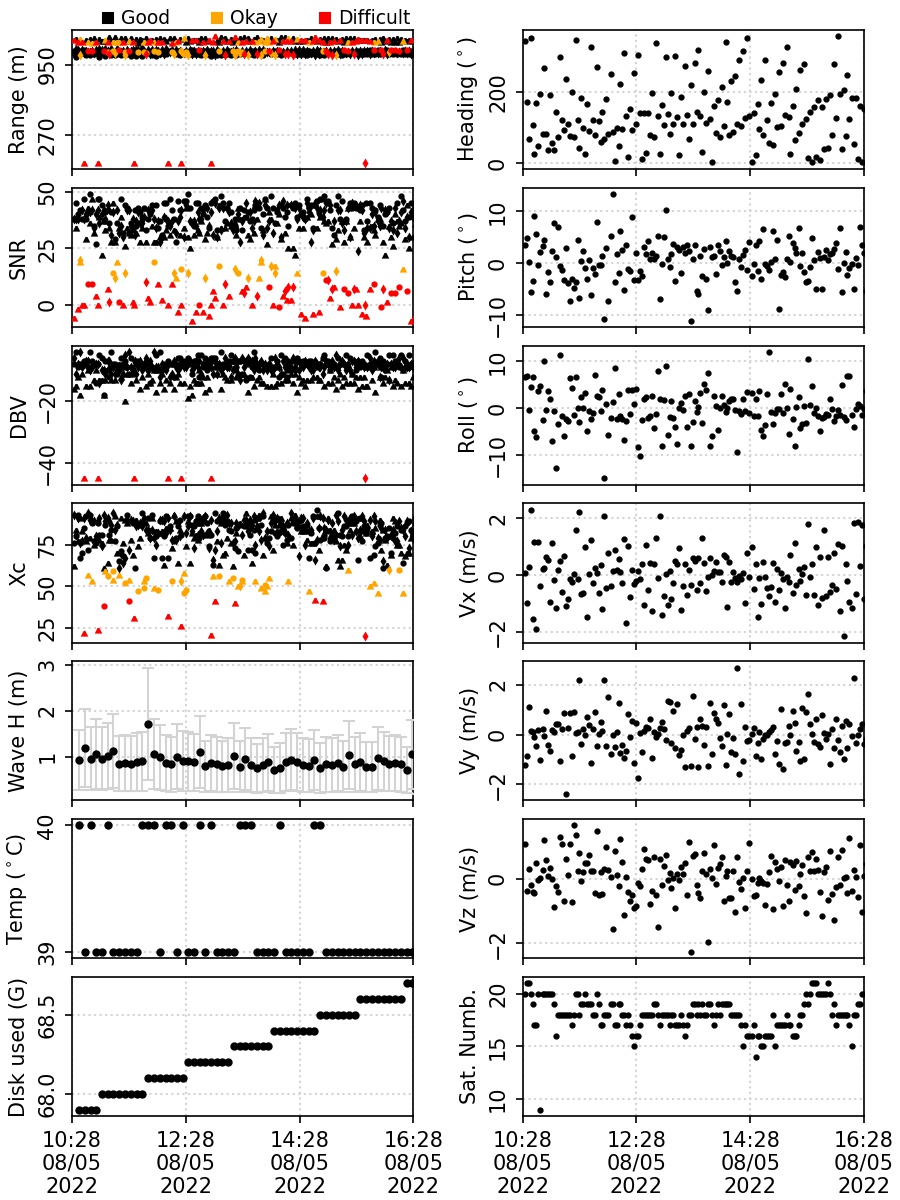 Good Okay Difficult
Range (m)
950
270
Heading (°)
200
0
SNR
50
25
0
Pitch (°)
10
0
−10
DBV
−20
−40
Roll (°)
10
0
−10
Xc
75
50
25
Vx (m/s)
2
0
−2
Wave H (m)
3
2
1
Vy (m/s)
2
0
−2
Temp (°C)
40
39
Vz (m/s)
0
−2
Disk used (G)
68.5
68.0
Sat. Numb.
20
15
10
10:28 12:28 14:28 16:28
08/05 08/05 08/05 08/05
2022 2022 2022 2022
10:28 12:28 14:28 16:28
08/05 08/05 08/05 08/05
2022 2022 2022 2022